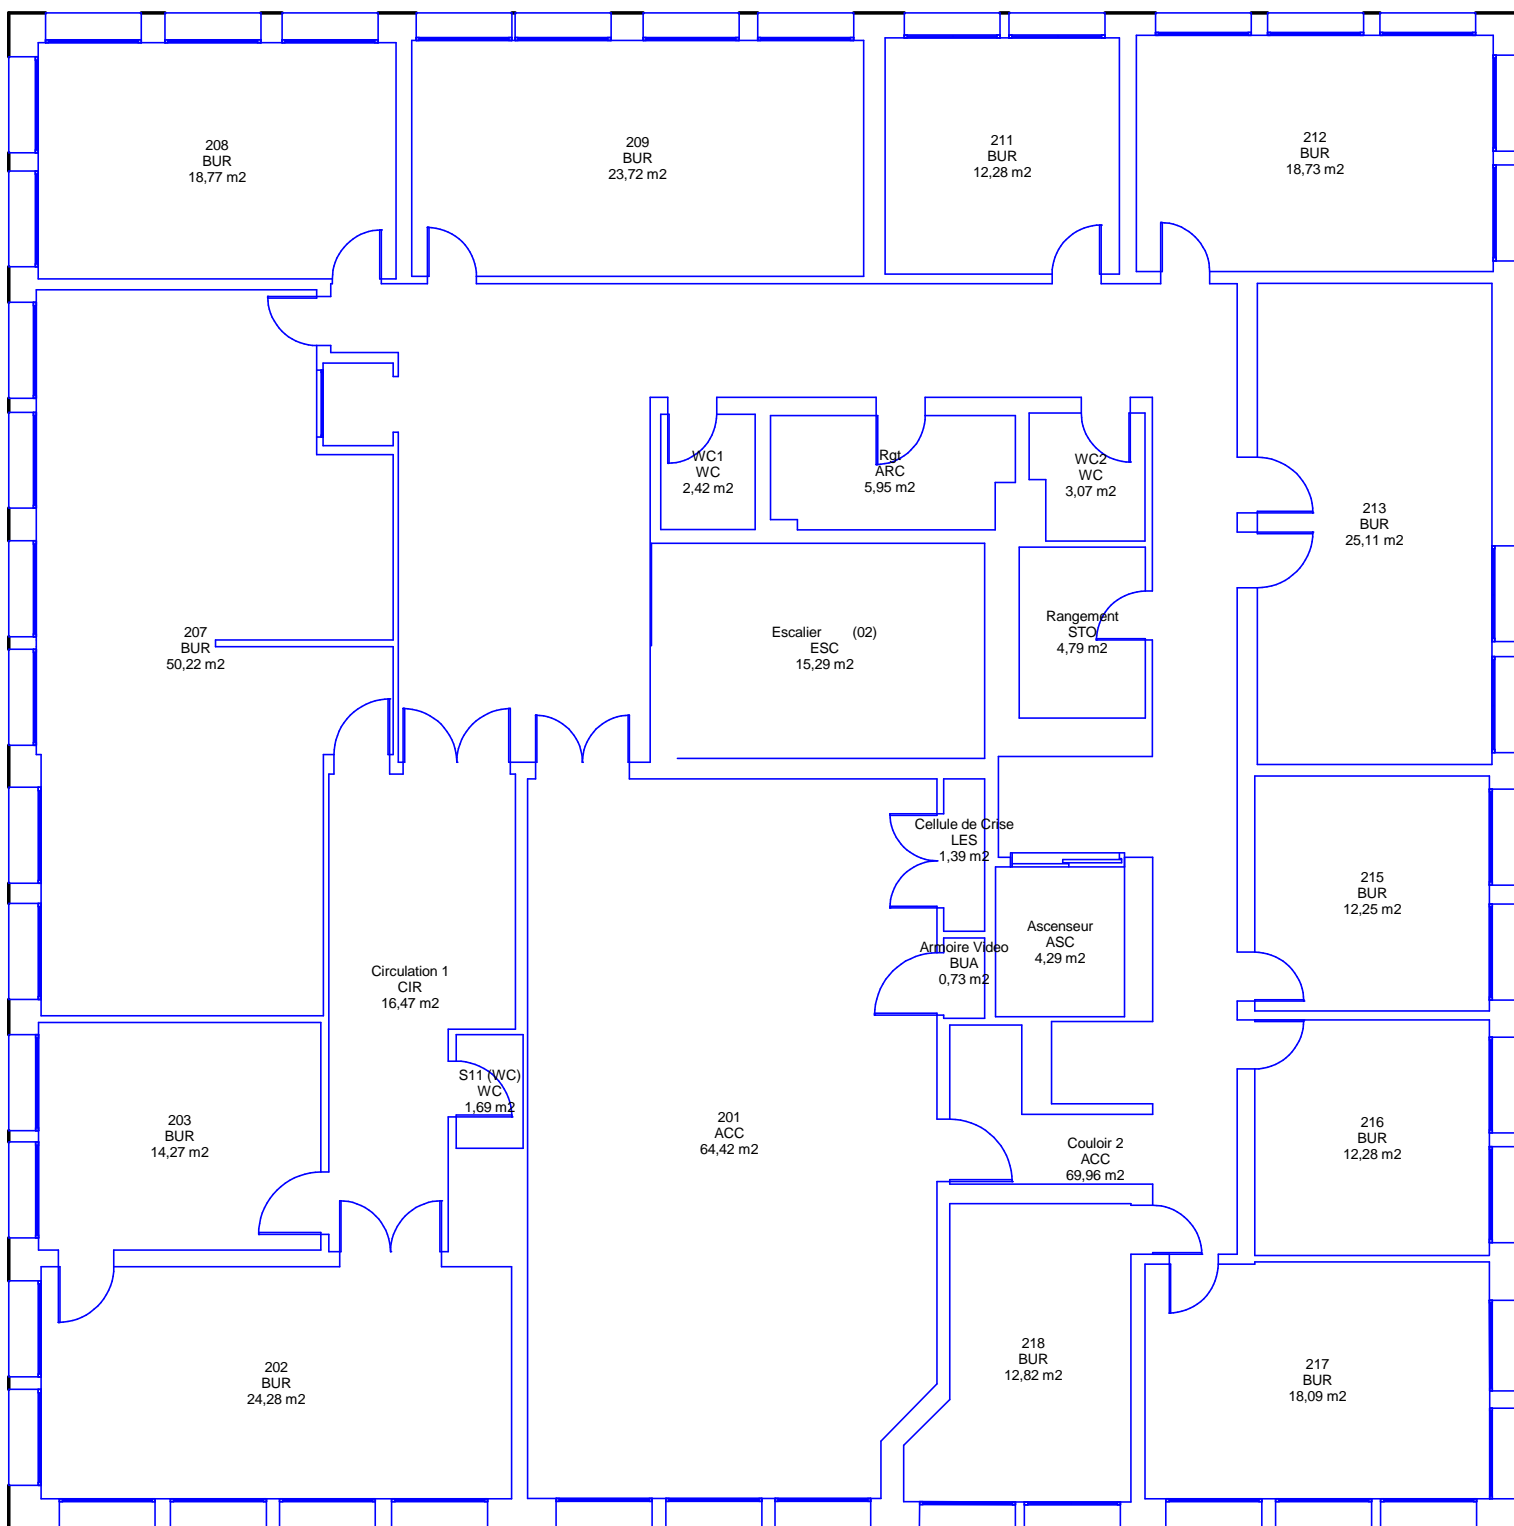 208
BUR
18,77 m2
209
BUR
23,72 m2
211
BUR
12,28 m2
212
BUR
18,73 m2
WC1
WC
2,42 m2
Rgt
ARC
5,95 m2
WC2
WC
3,07 m2
213
BUR
25,11 m2
207
BUR
50,22 m2
Escalier (02)
ESC
15,29 m2
Rangement
STO
4,79 m2
Cellule de Crise
LES
1,39 m2
215
BUR
12,25 m2
Ascenseur
ASC
4,29 m2
Armoire Video
BUA
0,73 m2
Circulation 1
CIR
16,47 m2
S11 (WC)
WC
1,69 m2
203
BUR
14,27 m2
201
ACC
64,42 m2
Couloir 2
ACC
69,96 m2
216
BUR
12,28 m2
202
BUR
24,28 m2
218
BUR
12,82 m2
217
BUR
18,09 m2